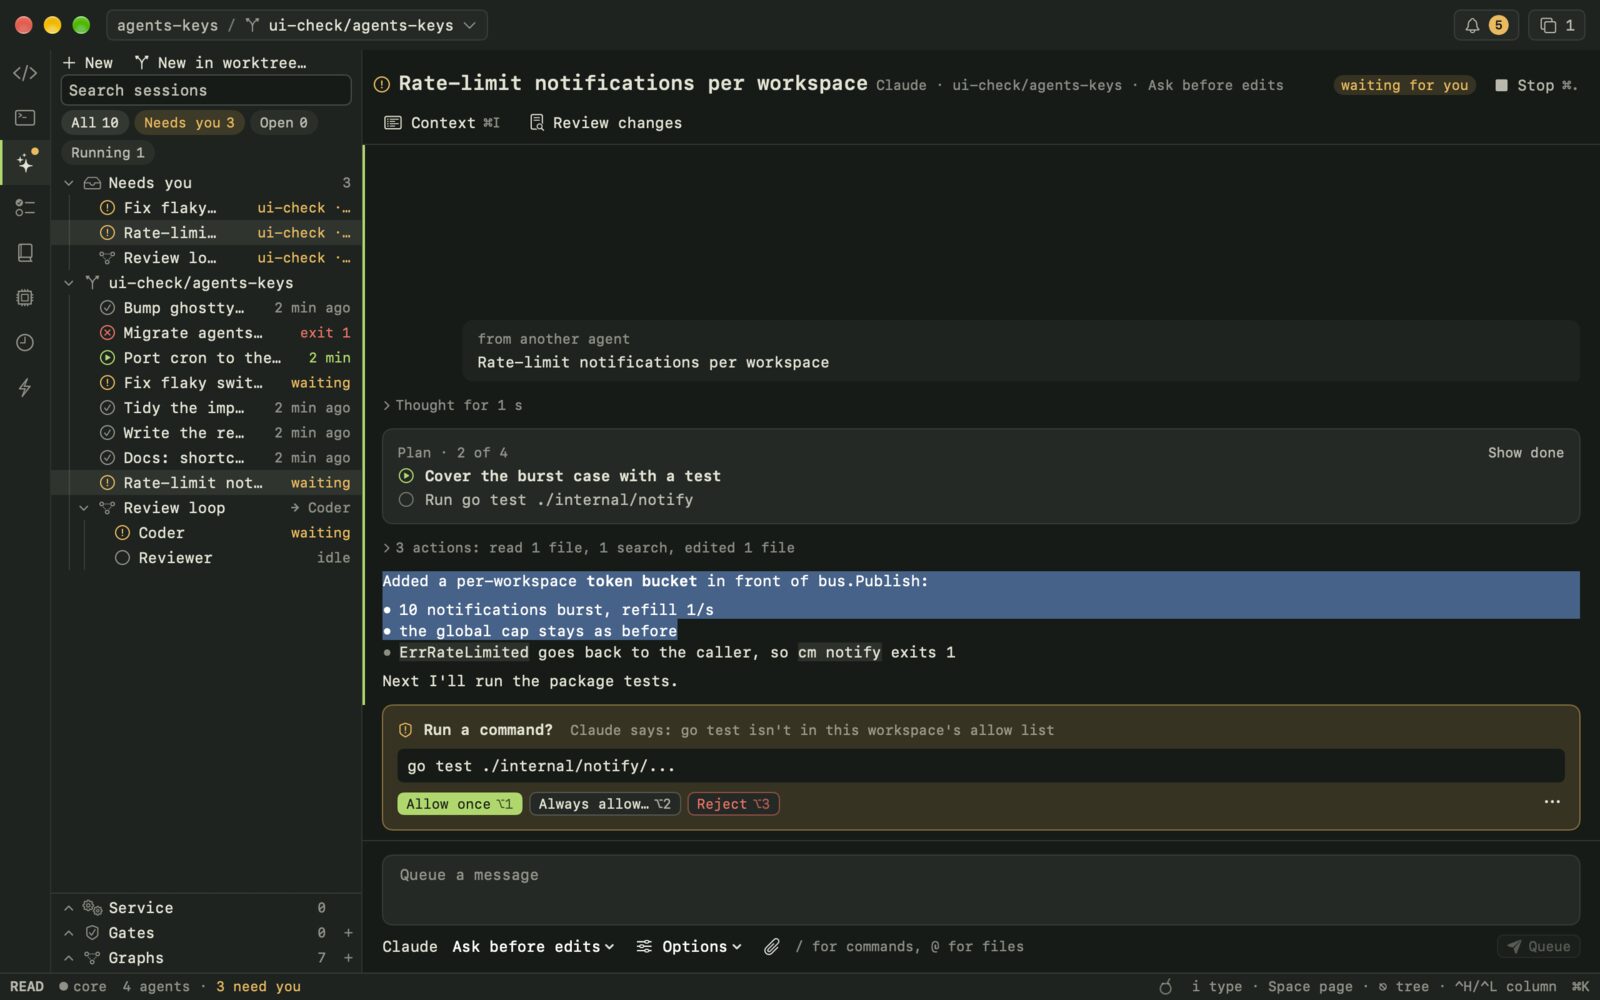 agents-keys / ui-check/agents-keys
5
1
+ New New in worktree…
Search sessions
All 10 Needs you 3 Open 0
Running 1
Needs you 3
Fix flaky… ui-check ·…
Rate-limi… ui-check ·…
Review lo… ui-check ·…
ui-check/agents-keys
Bump ghostty… 2 min ago
Migrate agents… exit 1
Port cron to the… 2 min
Fix flaky swit… waiting
Tidy the imp… 2 min ago
Write the re… 2 min ago
Docs: shortc… 2 min ago
Rate-limit not… waiting
Review loop → Coder
Coder waiting
Reviewer idle
Service 0
Gates 0 +
Graphs 7 +
Rate-limit notifications per workspace Claude · ui-check/agents-keys · Ask before edits waiting for you Stop ⌘.
Context ⌘I Review changes
from another agent
Rate-limit notifications per workspace
> Thought for 1 s
Plan · 2 of 4 Show done
Cover the burst case with a test
Run go test ./internal/notify
> 3 actions: read 1 file, 1 search, edited 1 file
Added a per-workspace token bucket in front of bus.Publish:
• 10 notifications burst, refill 1/s
• the global cap stays as before
• ErrRateLimited goes back to the caller, so cm notify exits 1
Next I'll run the package tests.
Run a command? Claude says: go test isn't in this workspace's allow list
go test ./internal/notify/...
Allow once ⌥1 Always allow… ⌥2 Reject ⌥3 …
Queue a message
Claude Ask before edits Options / for commands, @ for files Queue
READ core 4 agents · 3 need you i type · Space page · ⎋ tree · ^H/^L column ⌘K